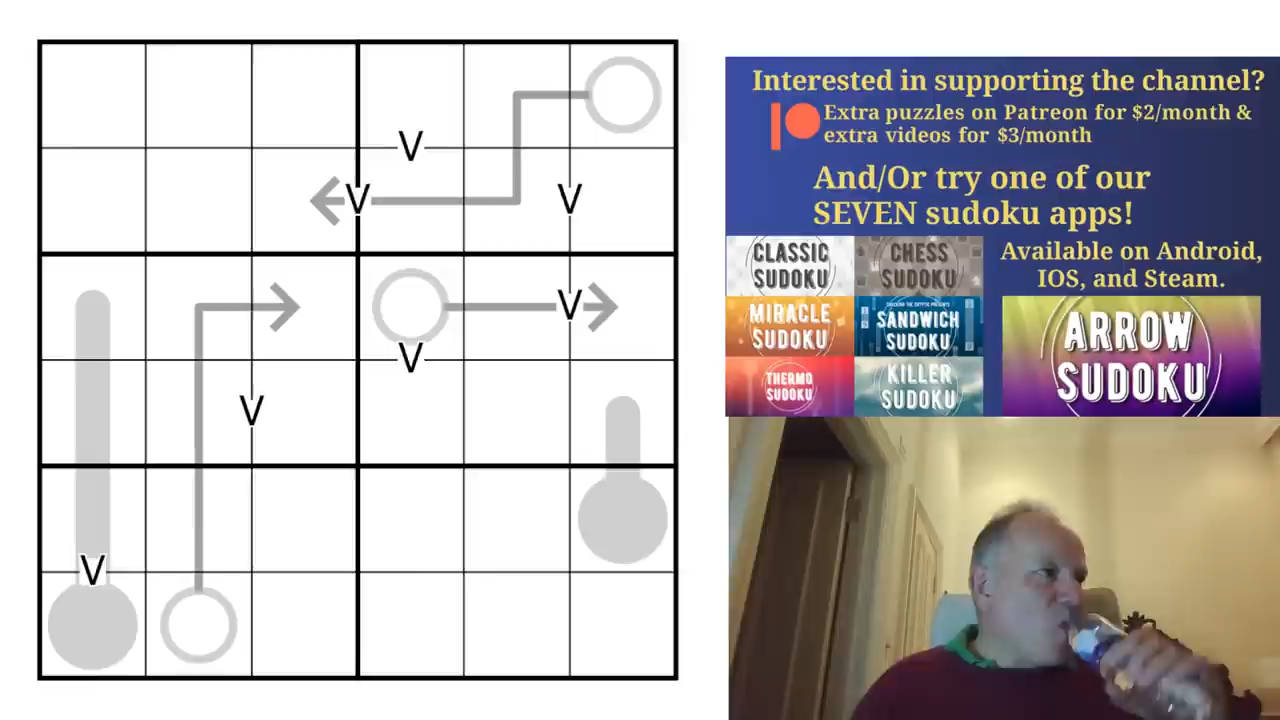 V
V
V
V
V
V
V
Interested in supporting the channel?
Extra puzzles on Patreon for $2/month &
extra videos for $3/month
And/Or try one of our
SEVEN sudoku apps!
CLASSIC
SUDOKU
CHESS
SUDOKU
Available on Android,
IOS, and Steam.
MIRACLE
SUDOKU
SANDWICH
SUDOKU
THERMO
SUDOKU
KILLER
SUDOKU
ARROW
SUDOKU